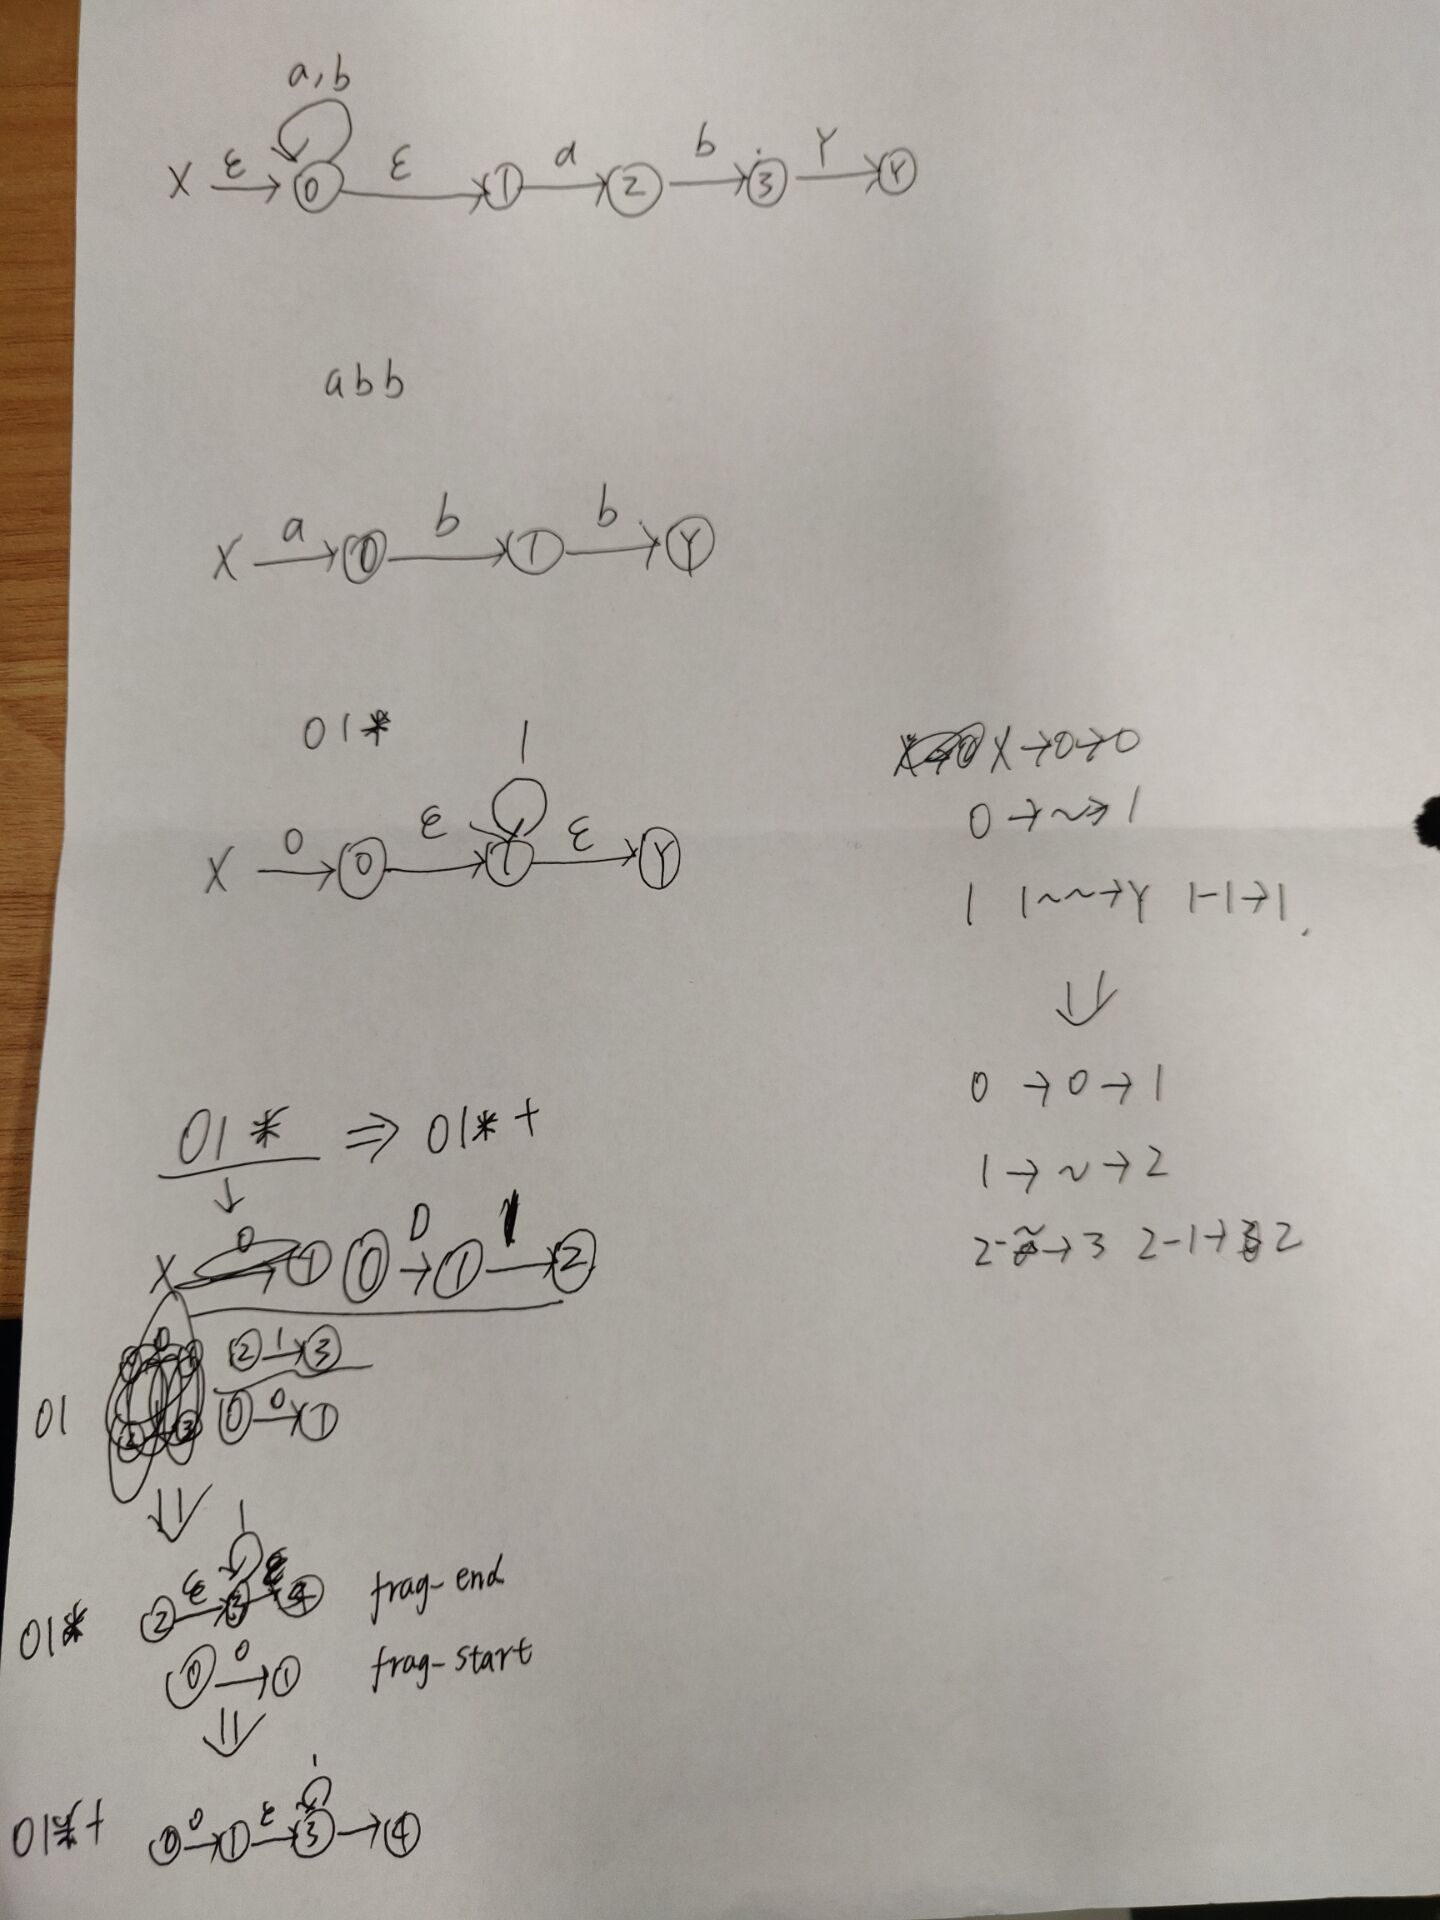 a,b
X ε 0 ε 1 a 2 b 3 Y Y
abb
X a 0 b 1 b Y
01*
1
X 0 0 ε 1 ε Y
X→0→0
0→~→1
1 1~~→Y 1-1→1
⇓
0→0→1
1→~→2
2-~→3 2-1→2
01* ⇒ 01*+
↓
X 0 1 0 0 1 1 2
2 1 3
01 0 0 1
⇓
1
01* 2 ε 3 ε 4 frag-end
0 0 1 frag-start
⇓
01*+ 0 0 1 ε 3 4